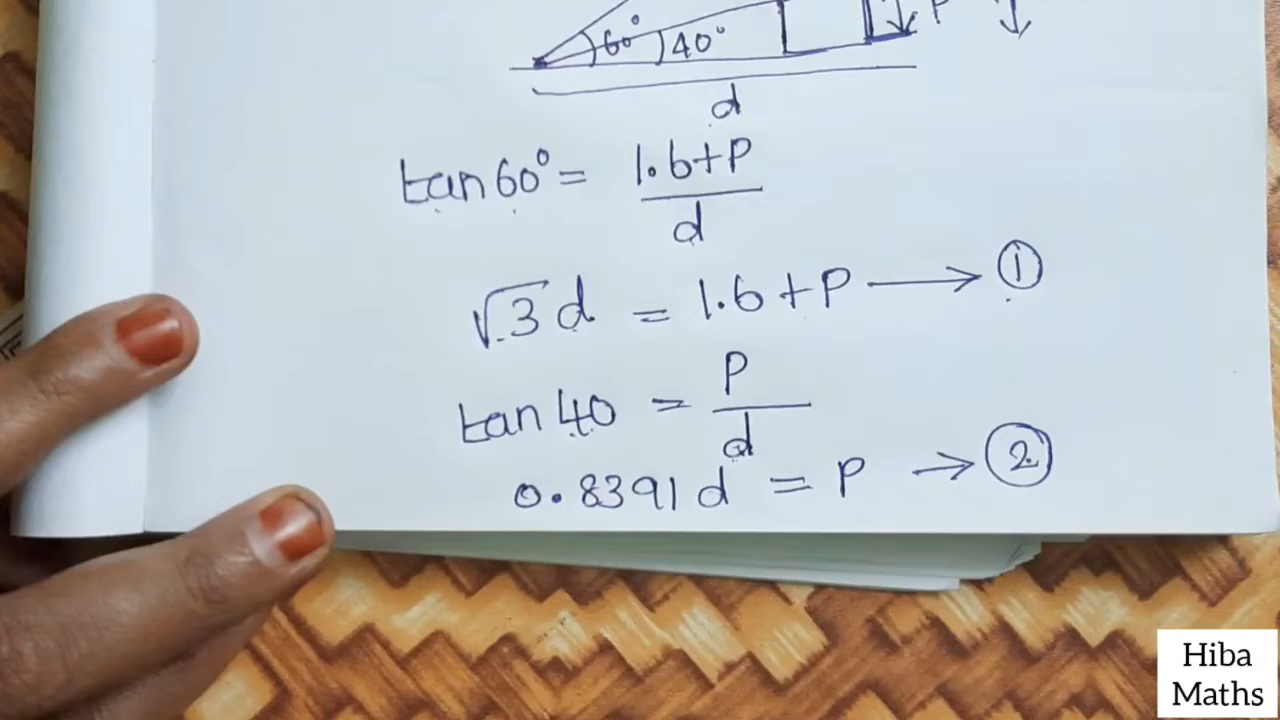 60° 40° P
d
tan 60° = 1.6+P / d
√3 d = 1.6 + P → ①
tan 40 = P / d
0.8391 d = P → ②
Hiba
Maths